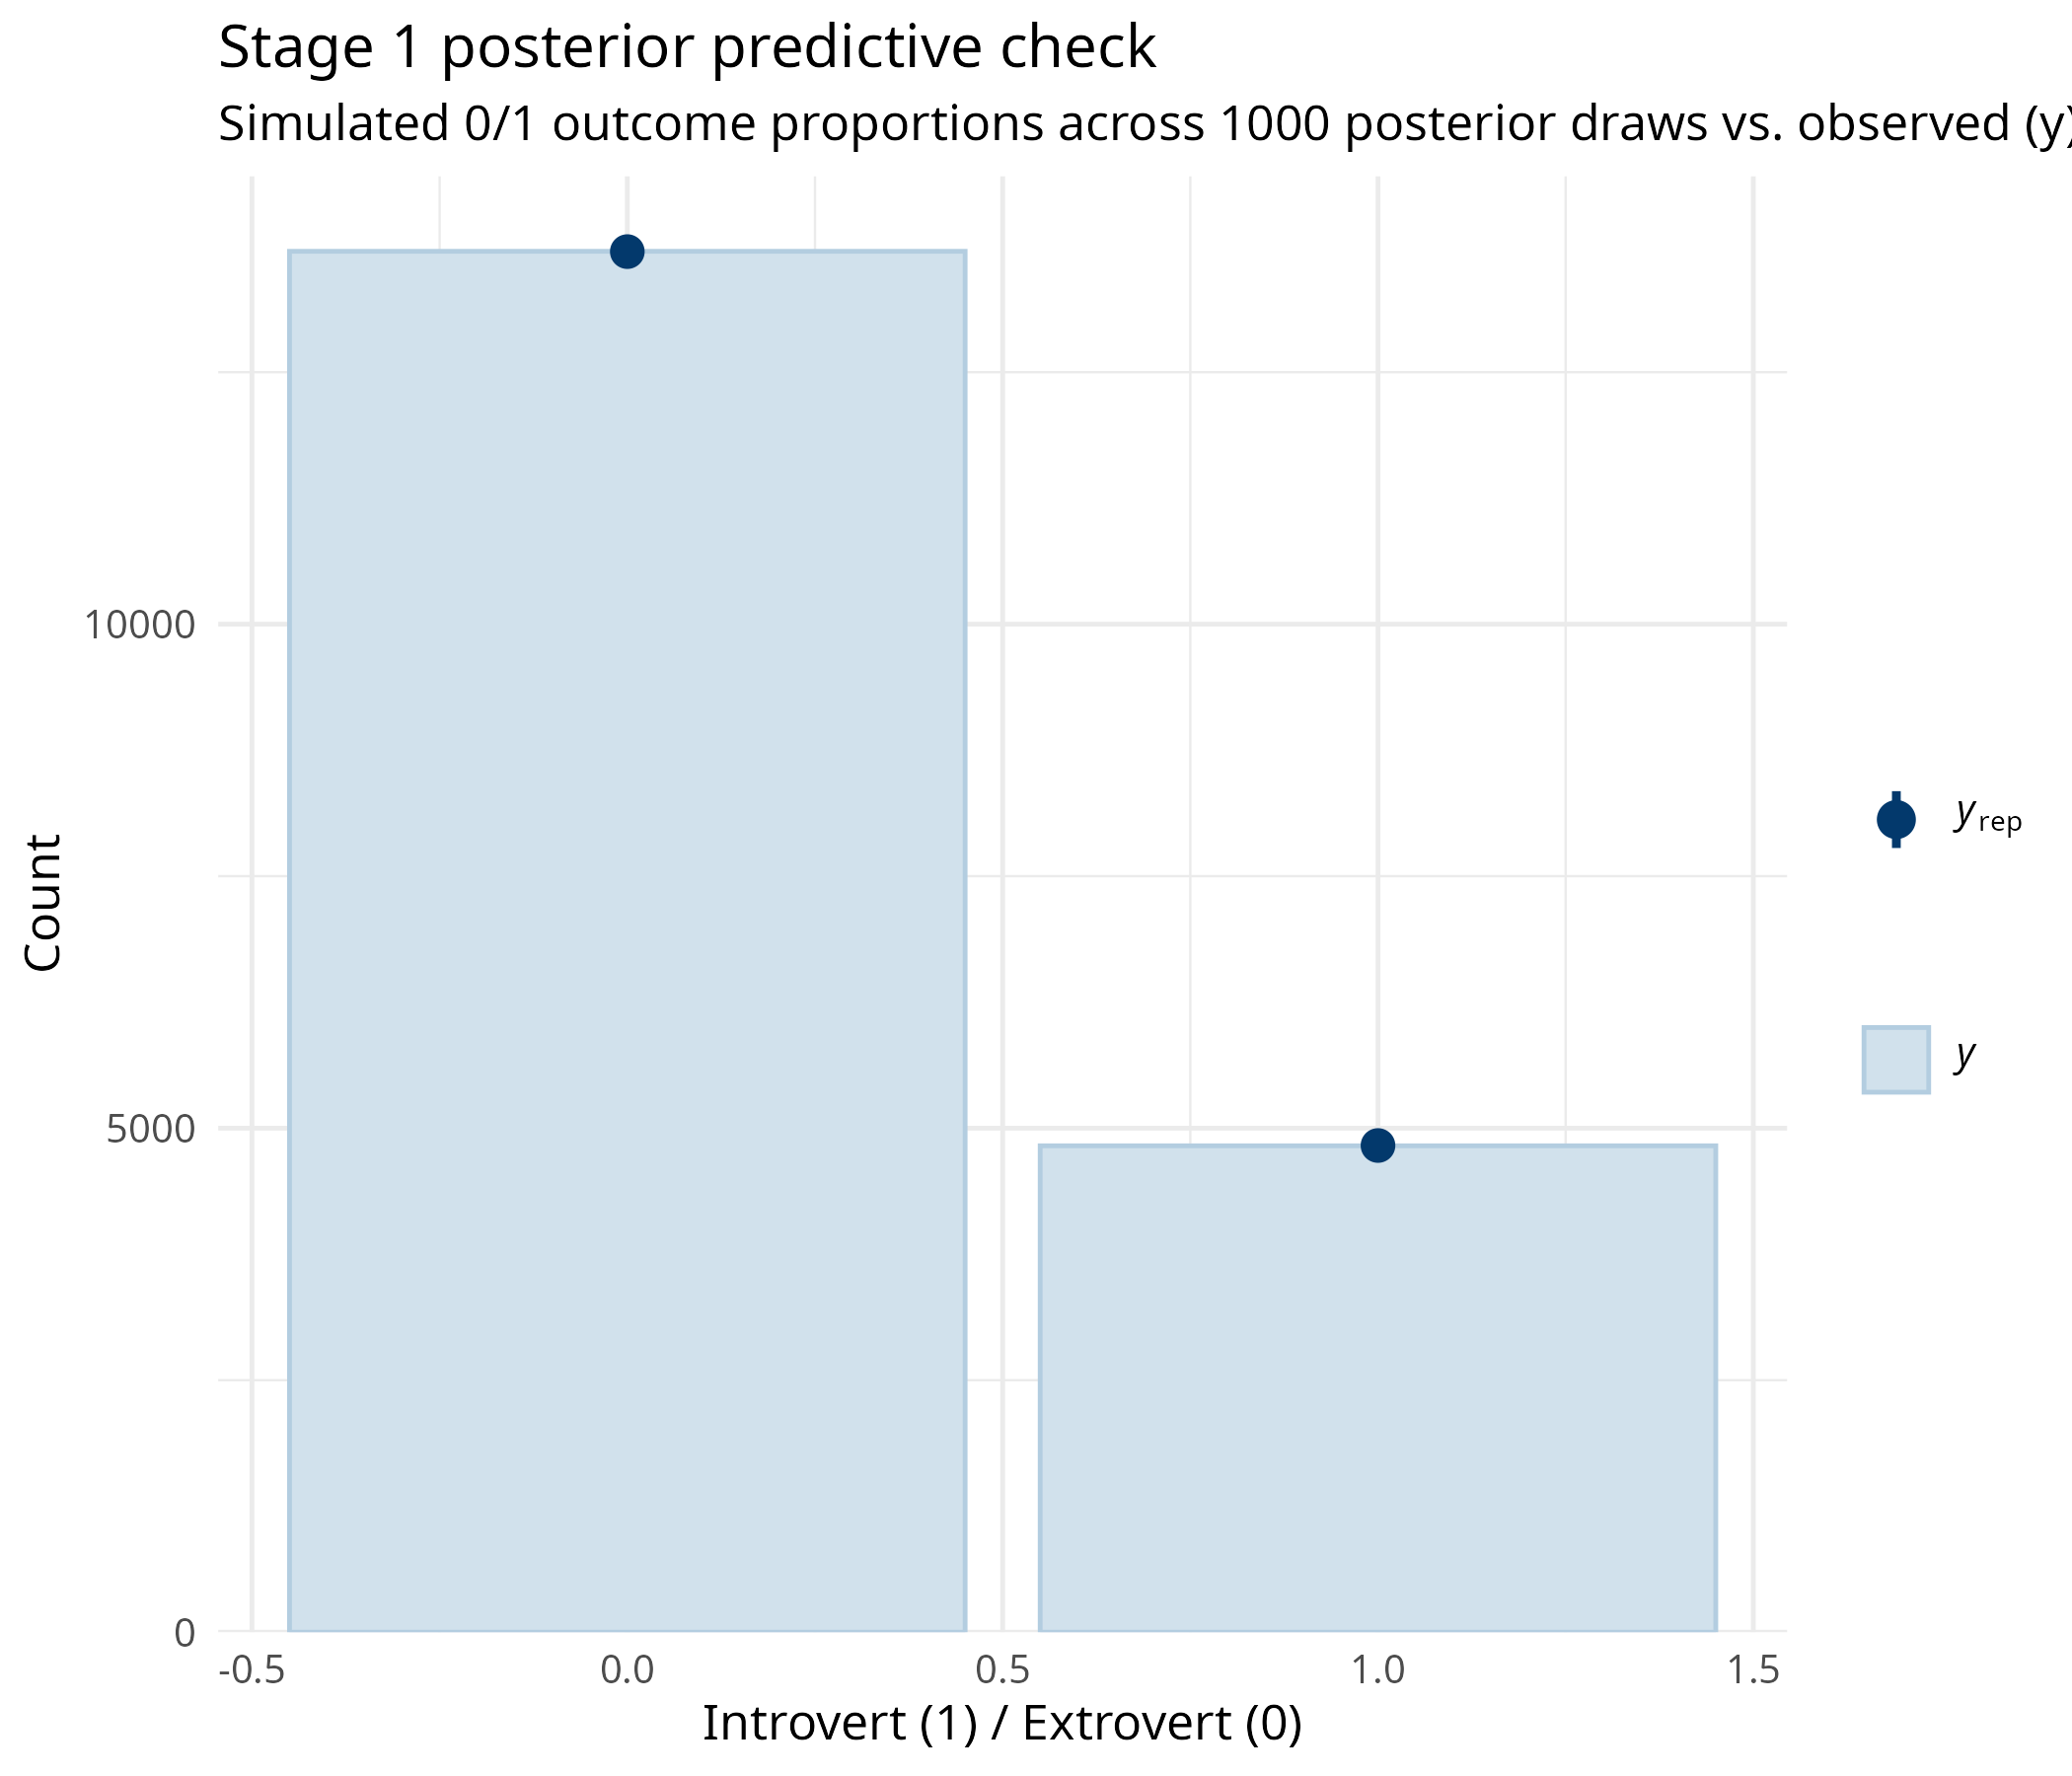 Stage 1 posterior predictive check
Simulated 0/1 outcome proportions across 1000 posterior draws vs. observed (y)
10000
5000
0
Count
-0.5 0.0 0.5 1.0 1.5
Introvert (1) / Extrovert (0)
yrep
y